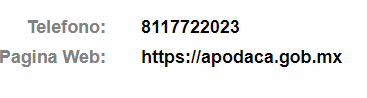 Telefono: 8117722023
Pagina Web: https://apodaca.gob.mx